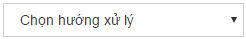 Chọn hướng xử lý